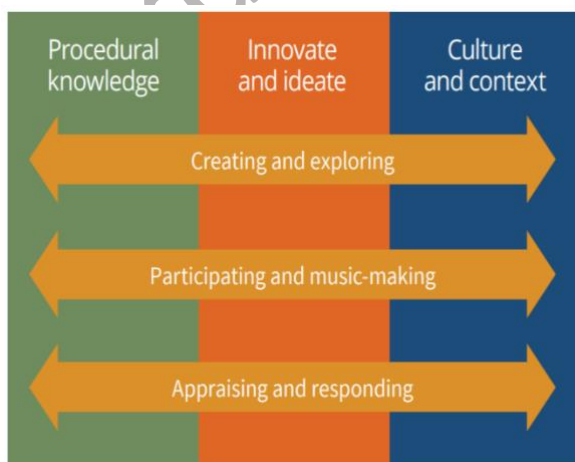 Procedural
knowledge
Innovate
and ideate
Culture
and context
Creating and exploring
Participating and music-making
Appraising and responding